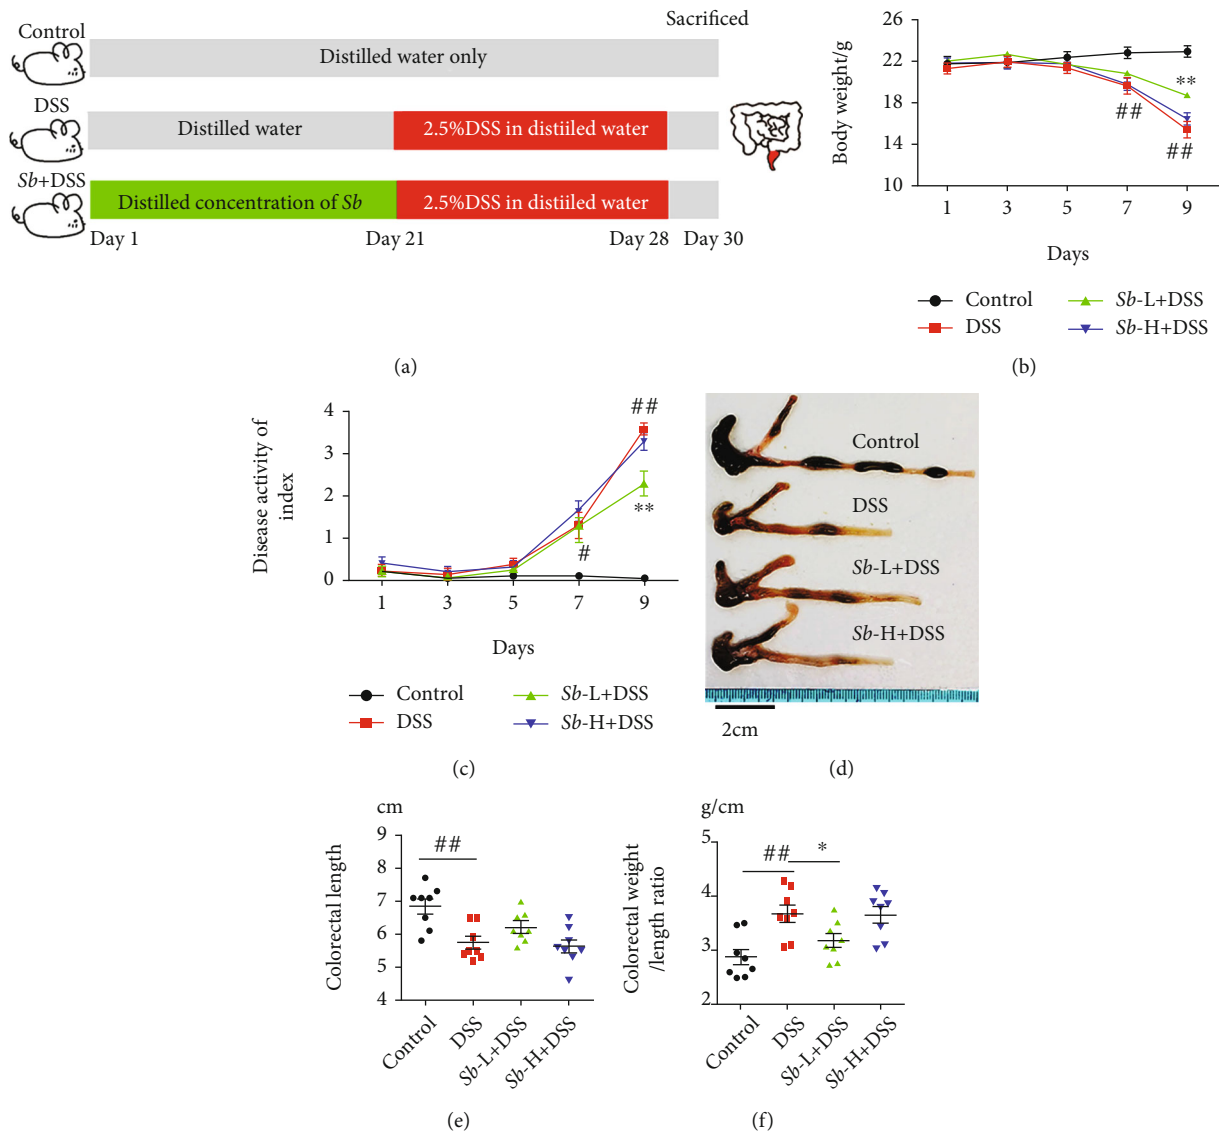 Control
Distilled water only
Sacrificed
DSS
Distilled water
2.5%DSS in distiiled water
Sb+DSS
Distilled concentration of Sb
2.5%DSS in distiiled water
Day 1
Day 21
Day 28
Day 30
(a)
Body weight/g
26
22
18
14
10
**
##
##
1
3
5
7
9
Days
Control
DSS
Sb-L+DSS
Sb-H+DSS
(b)
Disease activity of
index
4
3
2
1
0
##
**
#
1
3
5
7
9
Days
Control
DSS
Sb-L+DSS
Sb-H+DSS
(c)
Control
DSS
Sb-L+DSS
Sb-H+DSS
2cm
(d)
cm
Colorectal length
9
8
7
6
5
4
##
Control
DSS
Sb-L+DSS
Sb-H+DSS
(e)
g/cm
Colorectal weight
/length ratio
5
4
3
2
##
*
Control
DSS
Sb-L+DSS
Sb-H+DSS
(f)